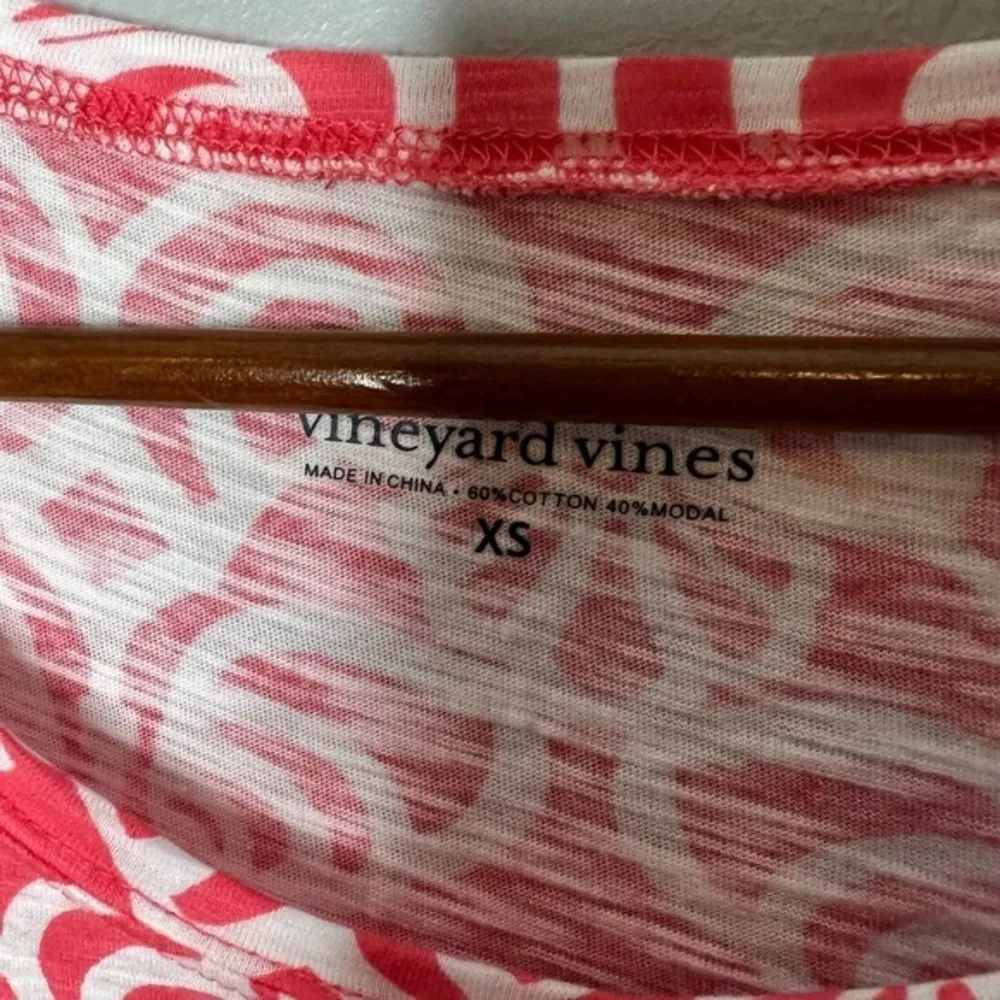 vineyard vines
MADE IN CHINA • 60%COTTON 40%MODAL
XS